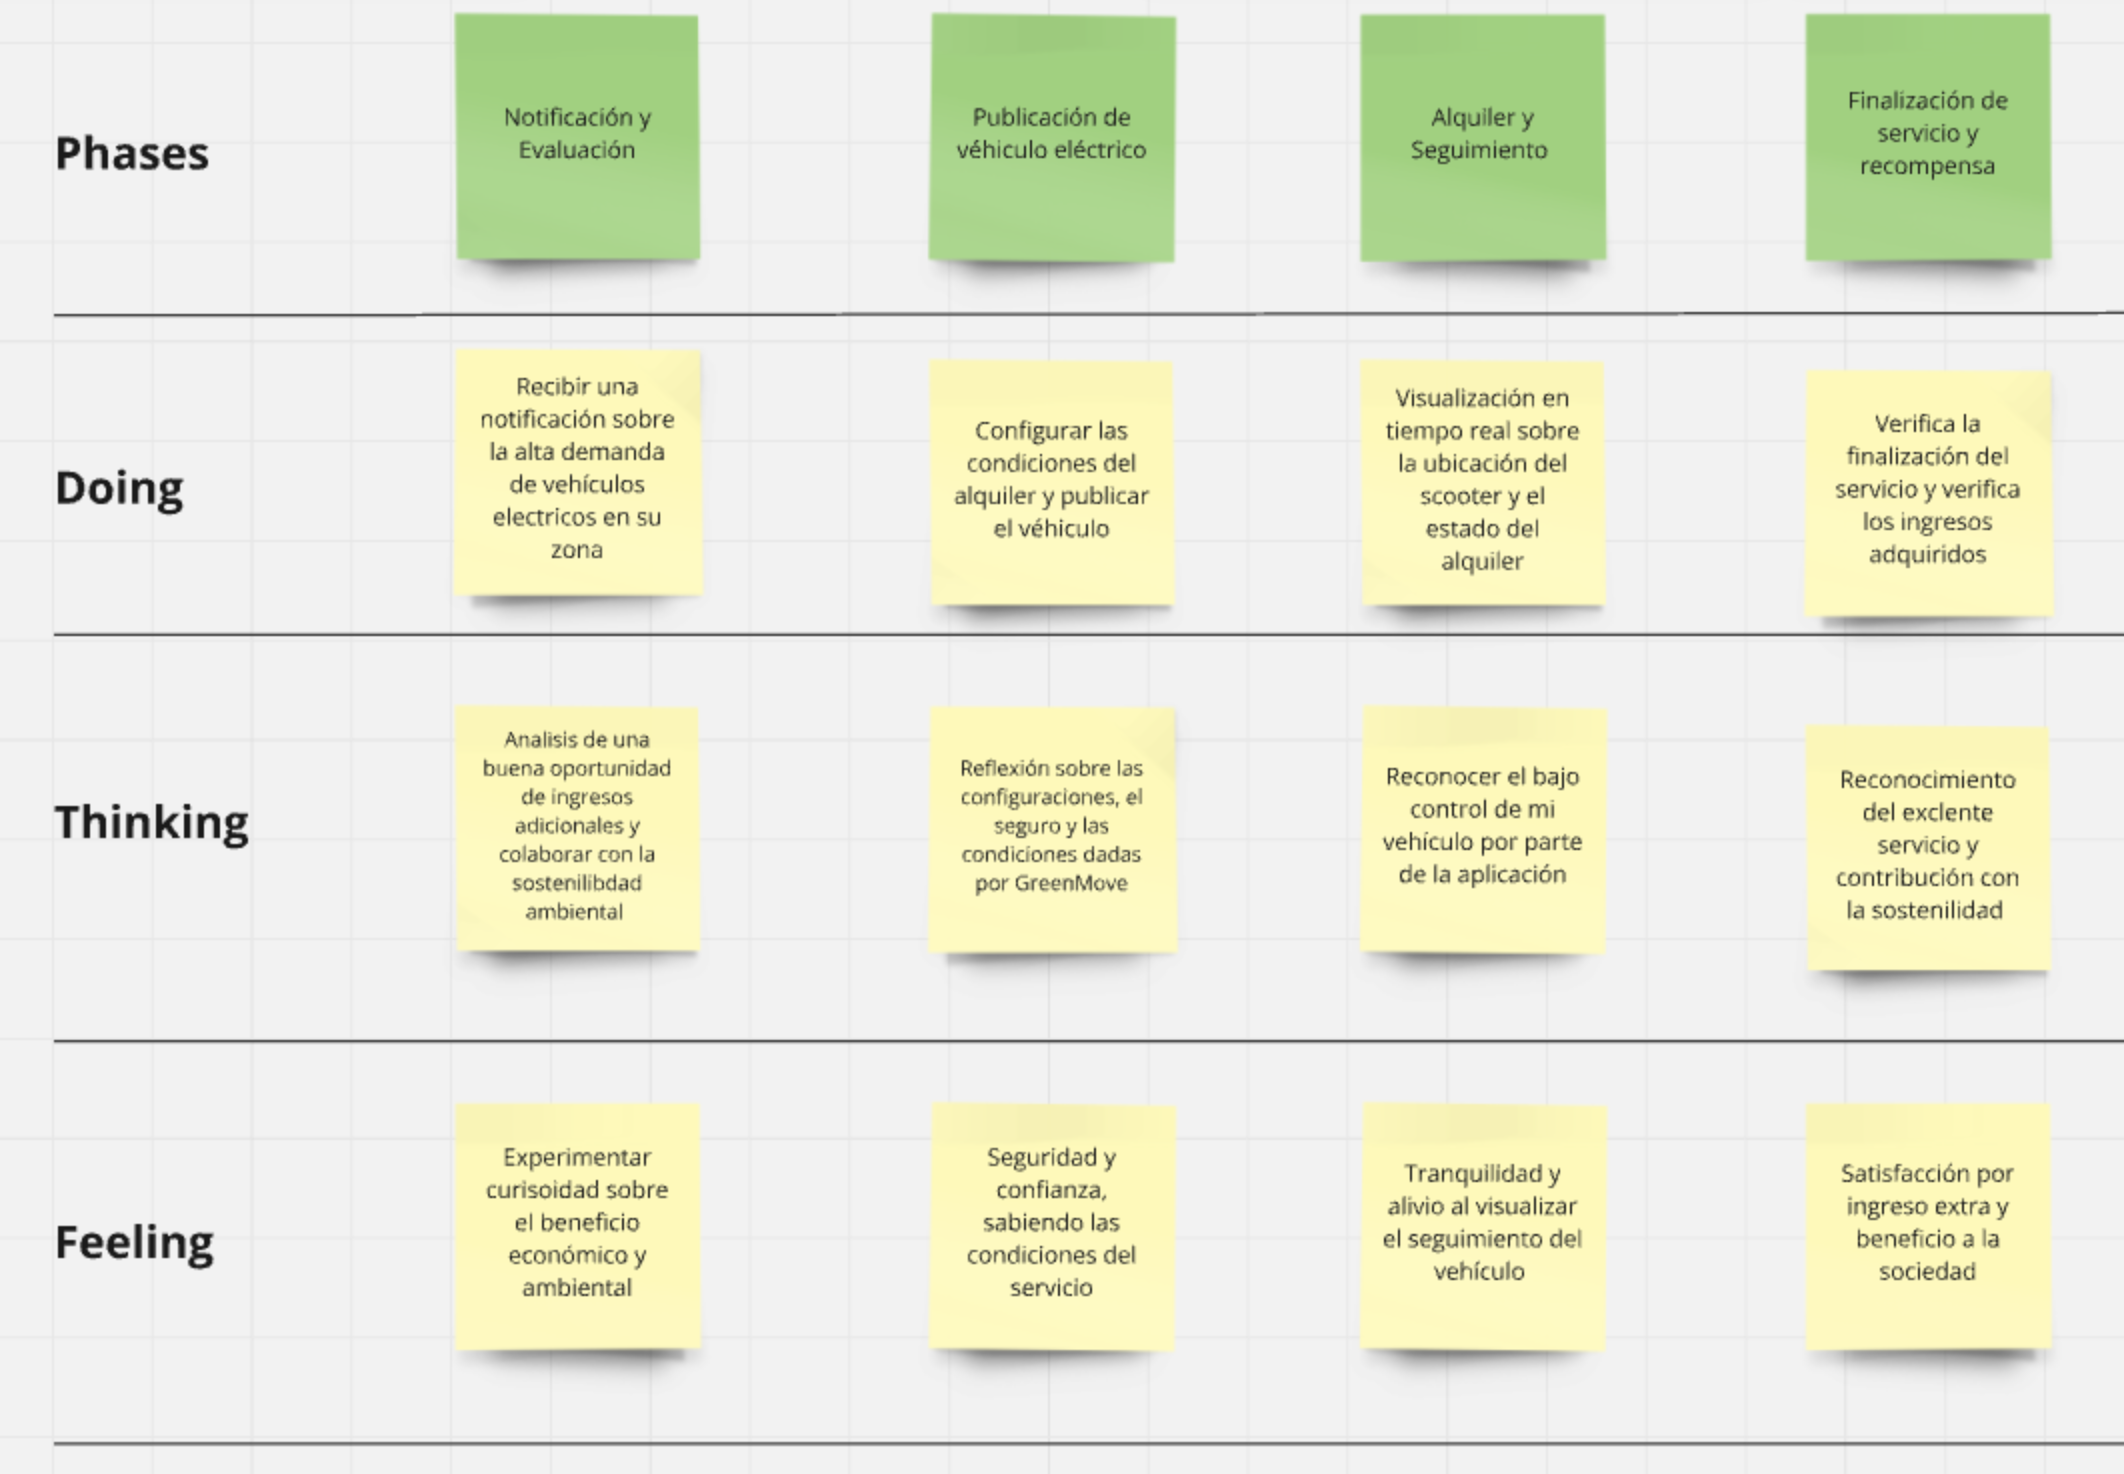 Phases
Notificación y
Evaluación
Publicación de
véhiculo eléctrico
Alquiler y
Seguimiento
Finalización de
servicio y
recompensa
Doing
Recibir una
notificación sobre
la alta demanda
de vehículos
electricos en su
zona
Configurar las
condiciones del
alquiler y publicar
el véhiculo
Visualización en
tiempo real sobre
la ubicación del
scooter y el
estado del
alquiler
Verifica la
finalización del
servicio y verifica
los ingresos
adquiridos
Thinking
Analisis de una
buena oportunidad
de ingresos
adicionales y
colaborar con la
sostenilibdad
ambiental
Reflexión sobre las
configuraciones, el
seguro y las
condiciones dadas
por GreenMove
Reconocer el bajo
control de mi
vehículo por parte
de la aplicación
Reconocimiento
del exclente
servicio y
contribución con
la sostenilidad
Feeling
Experimentar
curisoidad sobre
el beneficio
económico y
ambiental
Seguridad y
confianza,
sabiendo las
condiciones del
servicio
Tranquilidad y
alivio al visualizar
el seguimiento del
vehículo
Satisfacción por
ingreso extra y
beneficio a la
sociedad